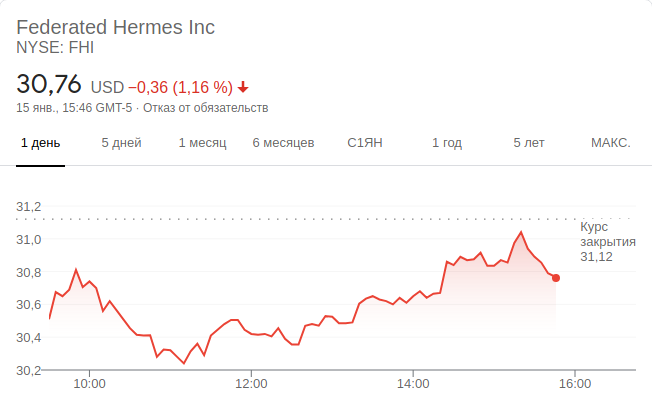 Federated Hermes Inc
NYSE: FHI
30,76 USD −0,36 (1,16 %)
15 янв., 15:46 GMT-5 · Отказ от обязательств
1 день 5 дней 1 месяц 6 месяцев С1ЯН 1 год 5 лет МАКС.
31,2
Курс
31,0 закрытия
31,12
30,8
30,6
30,4
30,2
10:00 12:00 14:00 16:00